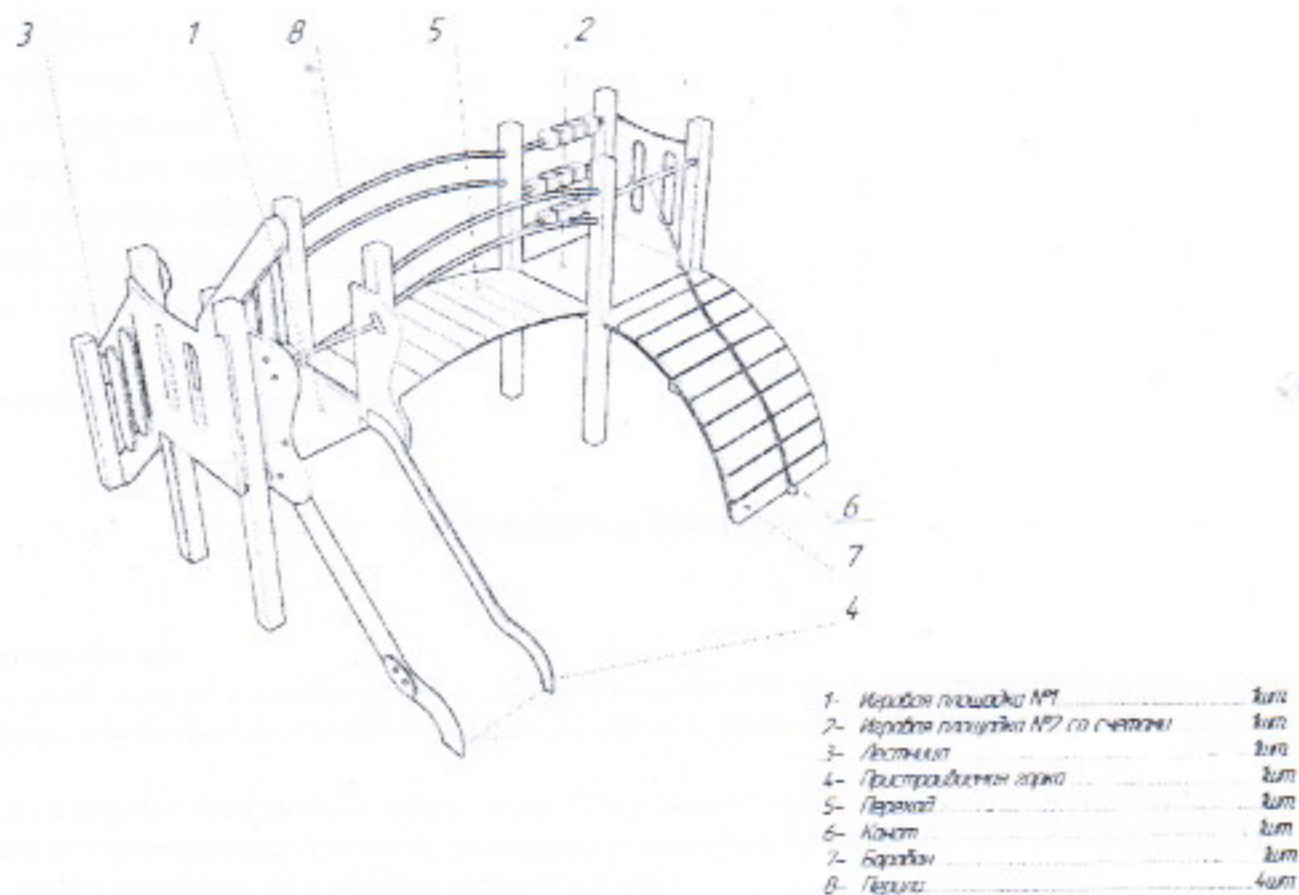 3 1 8 5 2
6
7
4
1- Игровая площадка №1 1шт
2- Игровая площадка №2 со счетами 1шт
3- Лестница 1шт
4- Пристраиваемая горка 1шт
5- Переход 1шт
6- Канат 1шт
7- Барабан 1шт
8- Перила 4шт